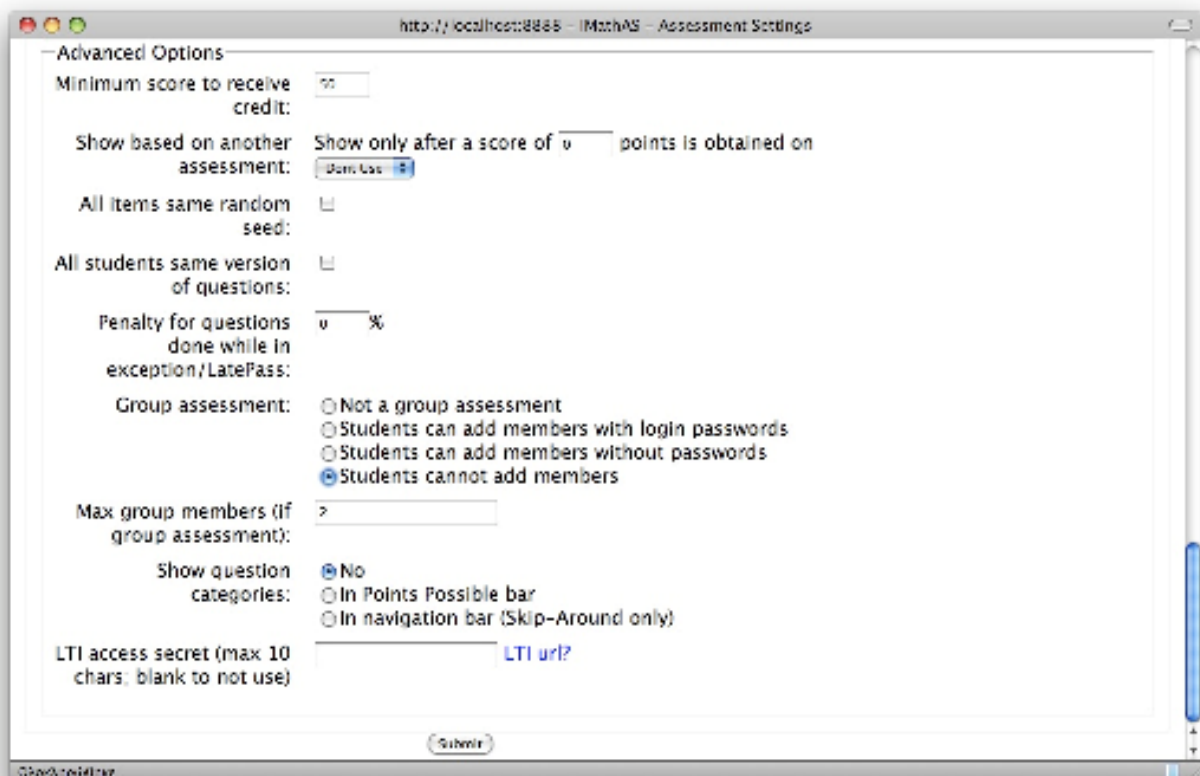 http://localhost:8888 - IMathAS - Assessment Settings
Advanced Options
Minimum score to receive
credit:
Show based on another
assessment:
Show only after a score of 0 points is obtained on
Dont Use
All items same random
seed:
All students same version
of questions:
Penalty for questions
done while in
exception/LatePass:
0 %
Group assessment:
Not a group assessment
Students can add members with login passwords
Students can add members without passwords
Students cannot add members
Max group members (if
group assessment):
Show question
categories:
No
In Points Possible bar
In navigation bar (Skip-Around only)
LTI access secret (max 10
chars; blank to not use)
LTI url?
Submit